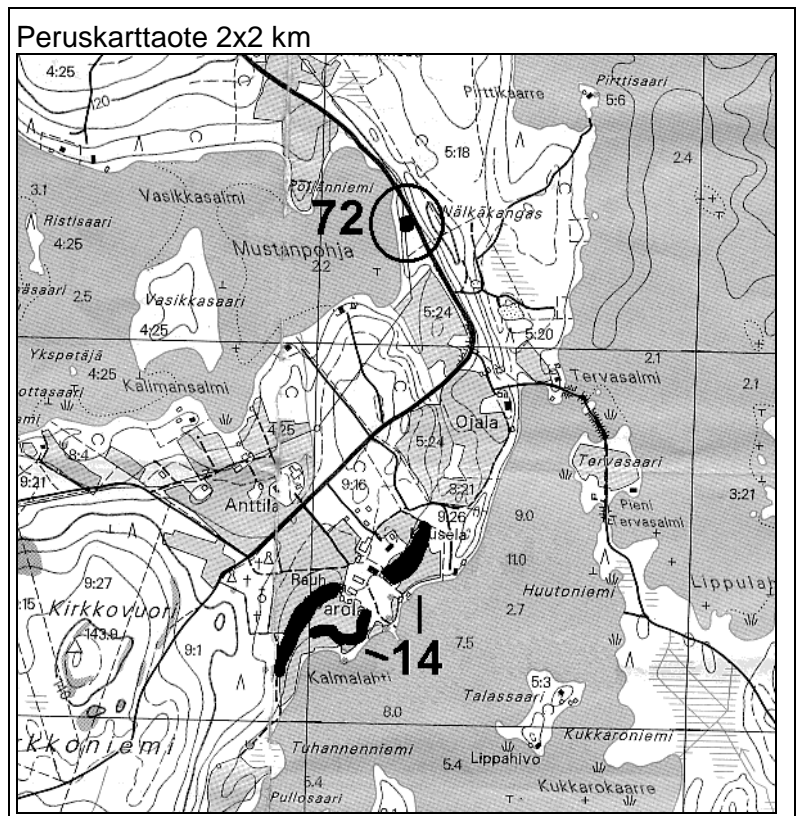 Peruskarttaote 2x2 km
4:25
120
Pirttisaari
5:6
Pirttikaarre
5:18
2.4
3.1
Vasikkasalmi
Poljanniemi
72
Nälkäkangas
Ristisaari
4:25
Mustanpohja
2.2
2.5
Vasikkasaari
4:25
5:24
5:20
Ykspetäjä
4:25
Kalimansalmi
Tervasalmi
2.1
2.1
8:4
4:25
Ojala
5:24
Tervasaari
9:21
9:16
8:21
3:21
Anttila
9:26
9.0
Pieni
Tervasalmi
11.0
9:27
Huutoniemi
2.7
Kirkkovuori
143.9
9:1
7.5
14
Kalmalahti
5:3
Talassaari
8.0
Kukkaroniemi
Tuhannenniemi
Lippahivo
5.4
5.4
Kukkarokaarre
Pullosaari